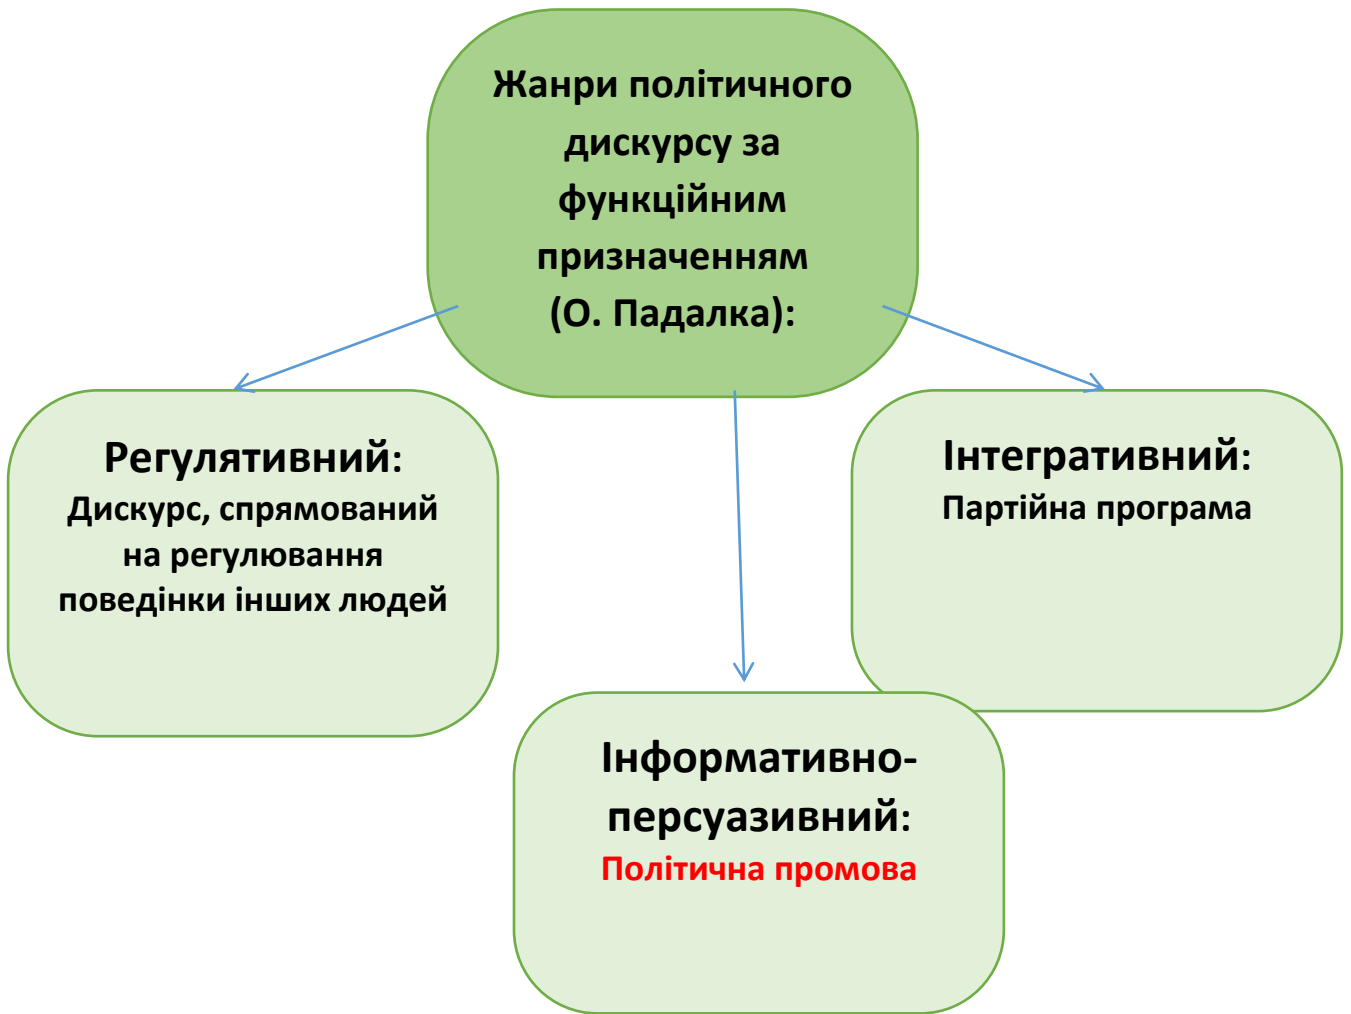 Жанри політичного
дискурсу за
функційним
призначенням
(О. Падалка):
Регулятивний:
Дискурс, спрямований
на регулювання
поведінки інших людей
Інтегративний:
Партійна програма
Інформативно-
персуазивний:
Політична промова